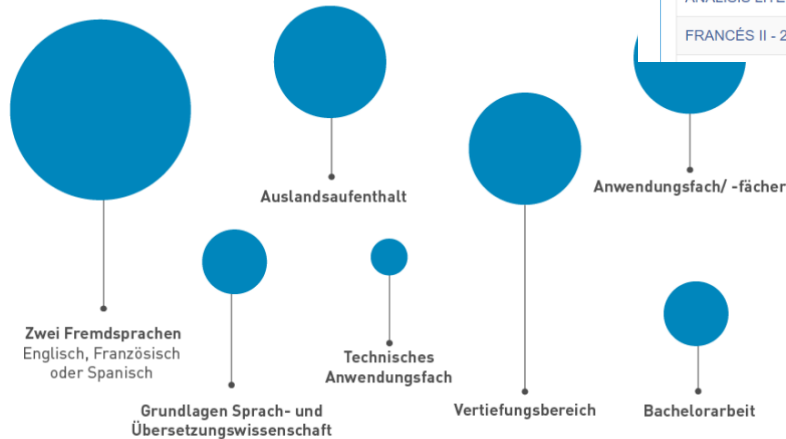 FRANCÉS II - 2
Auslandsaufenthalt
Anwendungsfach/ -fächer
Zwei Fremdsprachen
Englisch, Französisch
oder Spanisch
Technisches
Anwendungsfach
Grundlagen Sprach- und
Übersetzungswissenschaft
Vertiefungsbereich
Bachelorarbeit